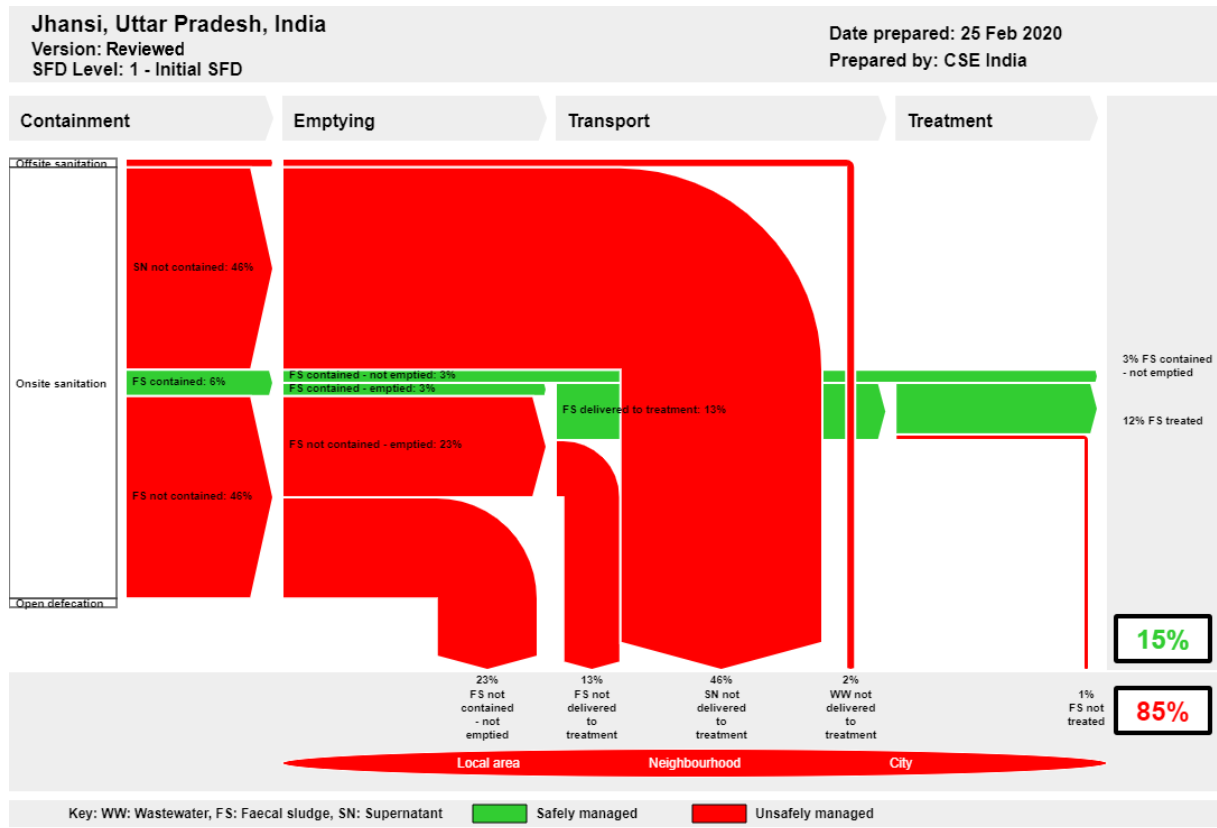 Jhansi, Uttar Pradesh, India
Version: Reviewed
SFD Level: 1 - Initial SFD
Date prepared: 25 Feb 2020
Prepared by: CSE India
Containment
Emptying
Transport
Treatment
Offsite sanitation
SN not contained: 46%
Onsite sanitation
FS contained: 6%
FS contained - not emptied: 3%
FS contained - emptied: 3%
FS delivered to treatment: 13%
FS not contained - emptied: 23%
FS not contained: 46%
Open defecation
3% FS contained
- not emptied
12% FS treated
15%
85%
23%
FS not
contained
- not
emptied
13%
FS not
delivered
to
treatment
46%
SN not
delivered
to
treatment
2%
WW not
delivered
to
treatment
1%
FS not
treated
Local area
Neighbourhood
City
Key: WW: Wastewater, FS: Faecal sludge, SN: Supernatant
Safely managed
Unsafely managed